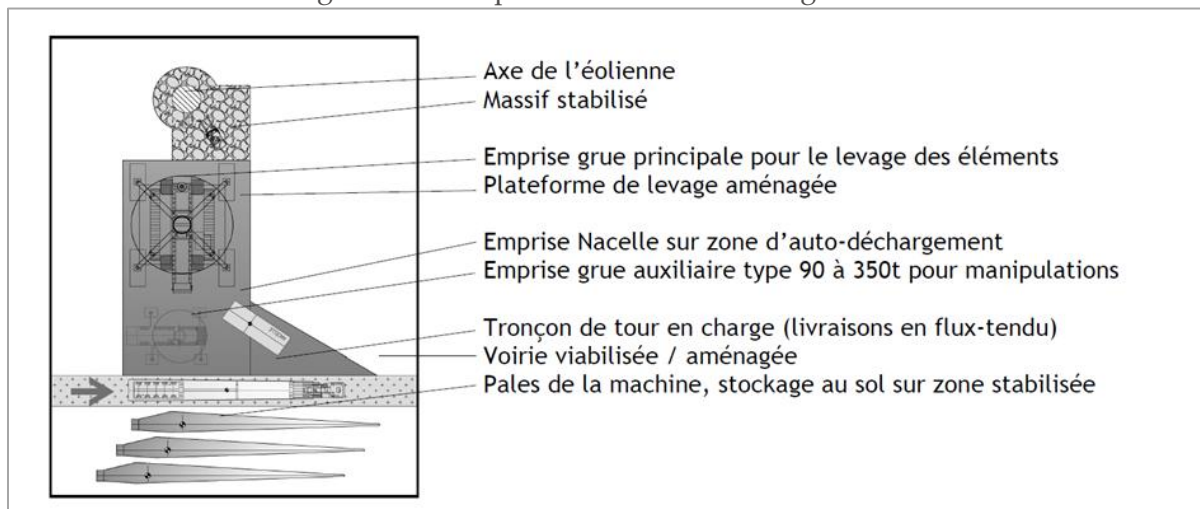 Axe de l'éolienne
Massif stabilisé
Emprise grue principale pour le levage des éléments
Plateforme de levage aménagée
Emprise Nacelle sur zone d'auto-déchargement
Emprise grue auxiliaire type 90 à 350t pour manipulations
Tronçon de tour en charge (livraisons en flux-tendu)
Voirie viabilisée / aménagée
Pales de la machine, stockage au sol sur zone stabilisée